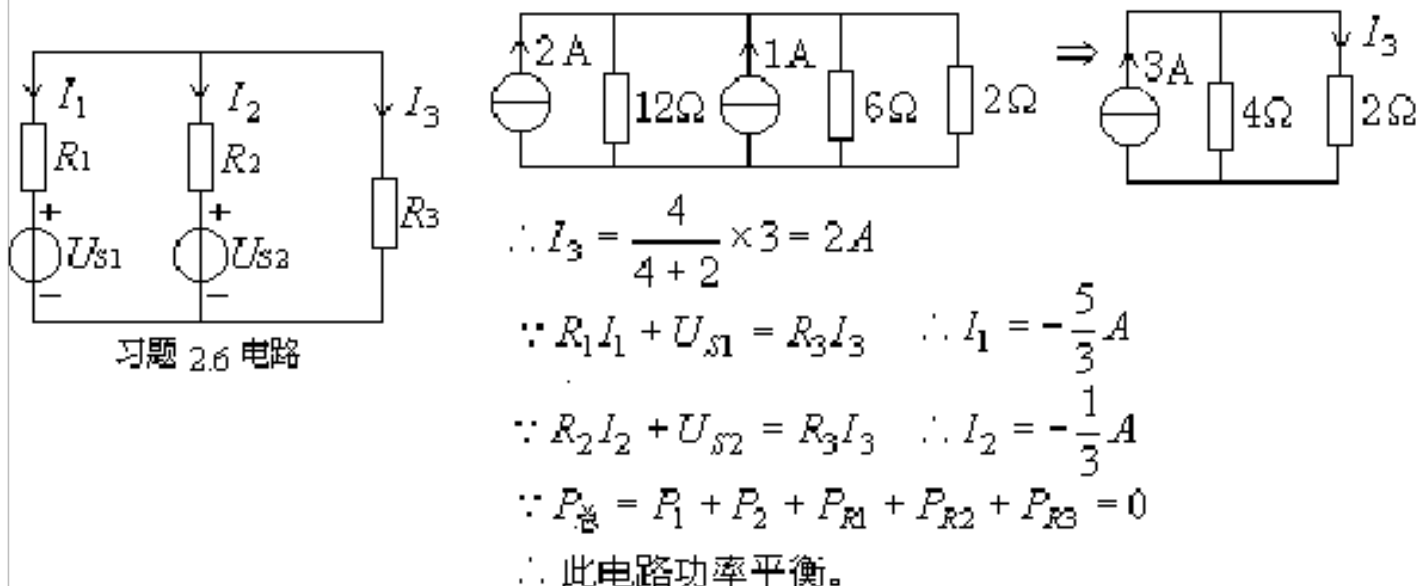 I1 I2 I3
R1 R2 R3
+ +
US1 US2
− −
习题 2.6 电路
2A 12Ω 1A 6Ω 2Ω ⇒ 3A 4Ω I3 2Ω
∴ I3 = 4/(4 + 2) × 3 = 2A
∵ R1I1 + US1 = R3I3 ∴ I1 = −5/3 A
∵ R2I2 + US2 = R3I3 ∴ I2 = −1/3 A
∵ P总 = P1 + P2 + PR1 + PR2 + PR3 = 0
∴ 此电路功率平衡。